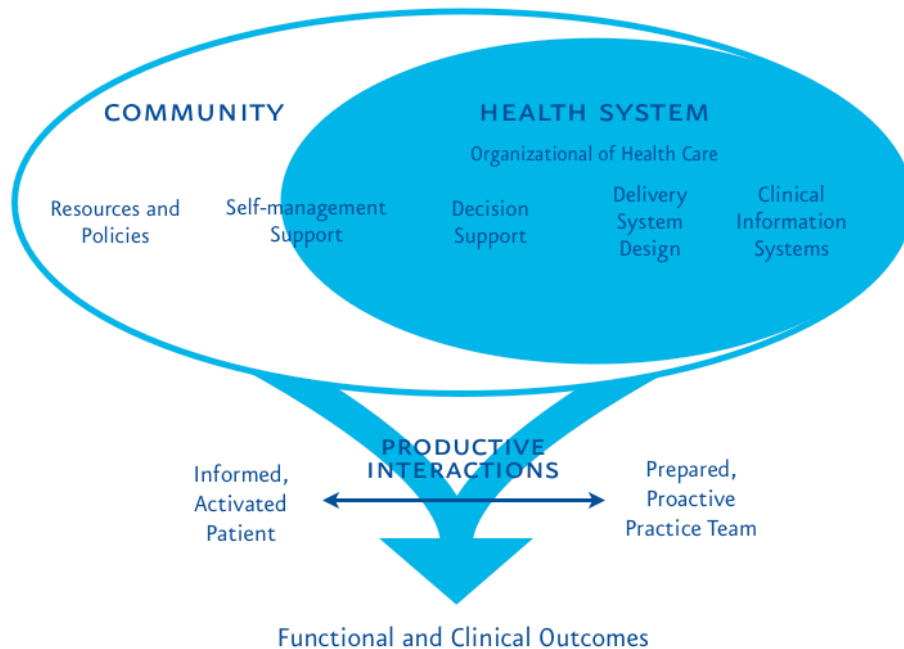 COMMUNITY
HEALTH SYSTEM
Organizational of Health Care
Resources and
Policies
Self-management
Support
Decision
Support
Delivery
System
Design
Clinical
Information
Systems
PRODUCTIVE
INTERACTIONS
Informed,
Activated
Patient
Prepared,
Proactive
Practice Team
Functional and Clinical Outcomes